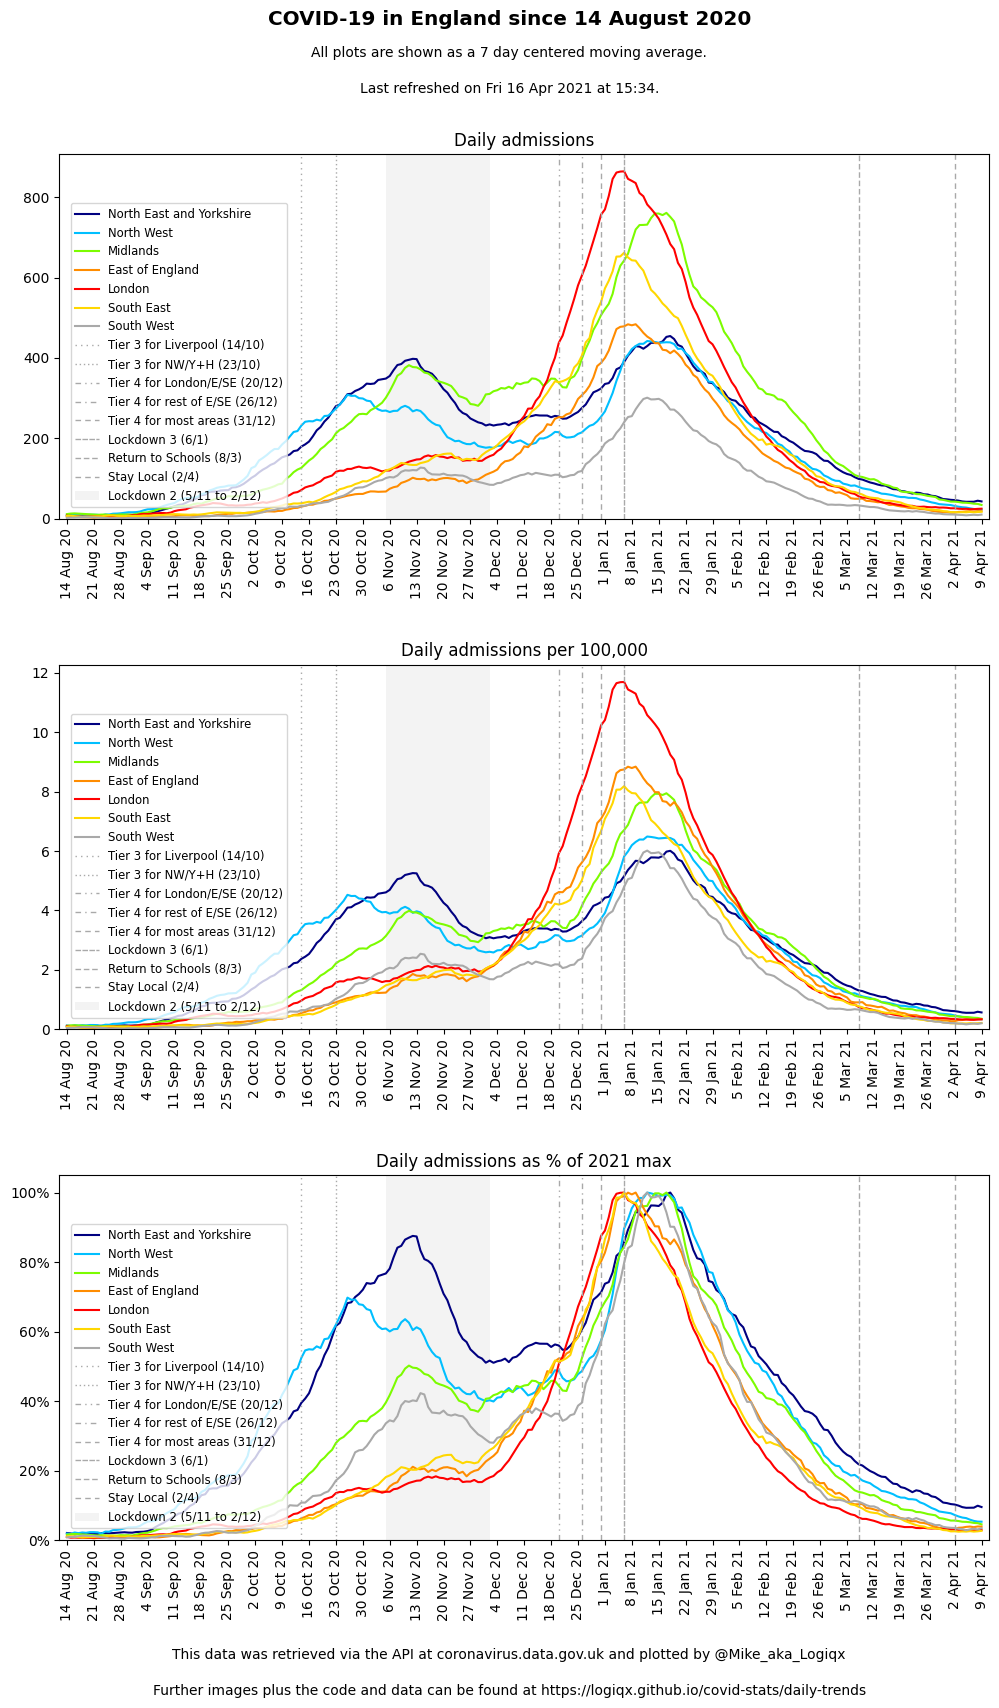 COVID-19 in England since 14 August 2020
All plots are shown as a 7 day centered moving average.
Last refreshed on Fri 16 Apr 2021 at 15:34.
Daily admissions
800
600
400
200
0
North East and Yorkshire
North West
Midlands
East of England
London
South East
South West
Tier 3 for Liverpool (14/10)
Tier 3 for NW/Y+H (23/10)
Tier 4 for London/E/SE (20/12)
Tier 4 for rest of E/SE (26/12)
Tier 4 for most areas (31/12)
Lockdown 3 (6/1)
Return to Schools (8/3)
Stay Local (2/4)
Lockdown 2 (5/11 to 2/12)
14 Aug 20
21 Aug 20
28 Aug 20
4 Sep 20
11 Sep 20
18 Sep 20
25 Sep 20
2 Oct 20
9 Oct 20
16 Oct 20
23 Oct 20
30 Oct 20
6 Nov 20
13 Nov 20
20 Nov 20
27 Nov 20
4 Dec 20
11 Dec 20
18 Dec 20
25 Dec 20
1 Jan 21
8 Jan 21
15 Jan 21
22 Jan 21
29 Jan 21
5 Feb 21
12 Feb 21
19 Feb 21
26 Feb 21
5 Mar 21
12 Mar 21
19 Mar 21
26 Mar 21
2 Apr 21
9 Apr 21
Daily admissions per 100,000
12
10
8
6
4
2
0
North East and Yorkshire
North West
Midlands
East of England
London
South East
South West
Tier 3 for Liverpool (14/10)
Tier 3 for NW/Y+H (23/10)
Tier 4 for London/E/SE (20/12)
Tier 4 for rest of E/SE (26/12)
Tier 4 for most areas (31/12)
Lockdown 3 (6/1)
Return to Schools (8/3)
Stay Local (2/4)
Lockdown 2 (5/11 to 2/12)
14 Aug 20
21 Aug 20
28 Aug 20
4 Sep 20
11 Sep 20
18 Sep 20
25 Sep 20
2 Oct 20
9 Oct 20
16 Oct 20
23 Oct 20
30 Oct 20
6 Nov 20
13 Nov 20
20 Nov 20
27 Nov 20
4 Dec 20
11 Dec 20
18 Dec 20
25 Dec 20
1 Jan 21
8 Jan 21
15 Jan 21
22 Jan 21
29 Jan 21
5 Feb 21
12 Feb 21
19 Feb 21
26 Feb 21
5 Mar 21
12 Mar 21
19 Mar 21
26 Mar 21
2 Apr 21
9 Apr 21
Daily admissions as % of 2021 max
100%
80%
60%
40%
20%
0%
North East and Yorkshire
North West
Midlands
East of England
London
South East
South West
Tier 3 for Liverpool (14/10)
Tier 3 for NW/Y+H (23/10)
Tier 4 for London/E/SE (20/12)
Tier 4 for rest of E/SE (26/12)
Tier 4 for most areas (31/12)
Lockdown 3 (6/1)
Return to Schools (8/3)
Stay Local (2/4)
Lockdown 2 (5/11 to 2/12)
14 Aug 20
21 Aug 20
28 Aug 20
4 Sep 20
11 Sep 20
18 Sep 20
25 Sep 20
2 Oct 20
9 Oct 20
16 Oct 20
23 Oct 20
30 Oct 20
6 Nov 20
13 Nov 20
20 Nov 20
27 Nov 20
4 Dec 20
11 Dec 20
18 Dec 20
25 Dec 20
1 Jan 21
8 Jan 21
15 Jan 21
22 Jan 21
29 Jan 21
5 Feb 21
12 Feb 21
19 Feb 21
26 Feb 21
5 Mar 21
12 Mar 21
19 Mar 21
26 Mar 21
2 Apr 21
9 Apr 21
This data was retrieved via the API at coronavirus.data.gov.uk and plotted by @Mike_aka_Logiqx
Further images plus the code and data can be found at https://logiqx.github.io/covid-stats/daily-trends